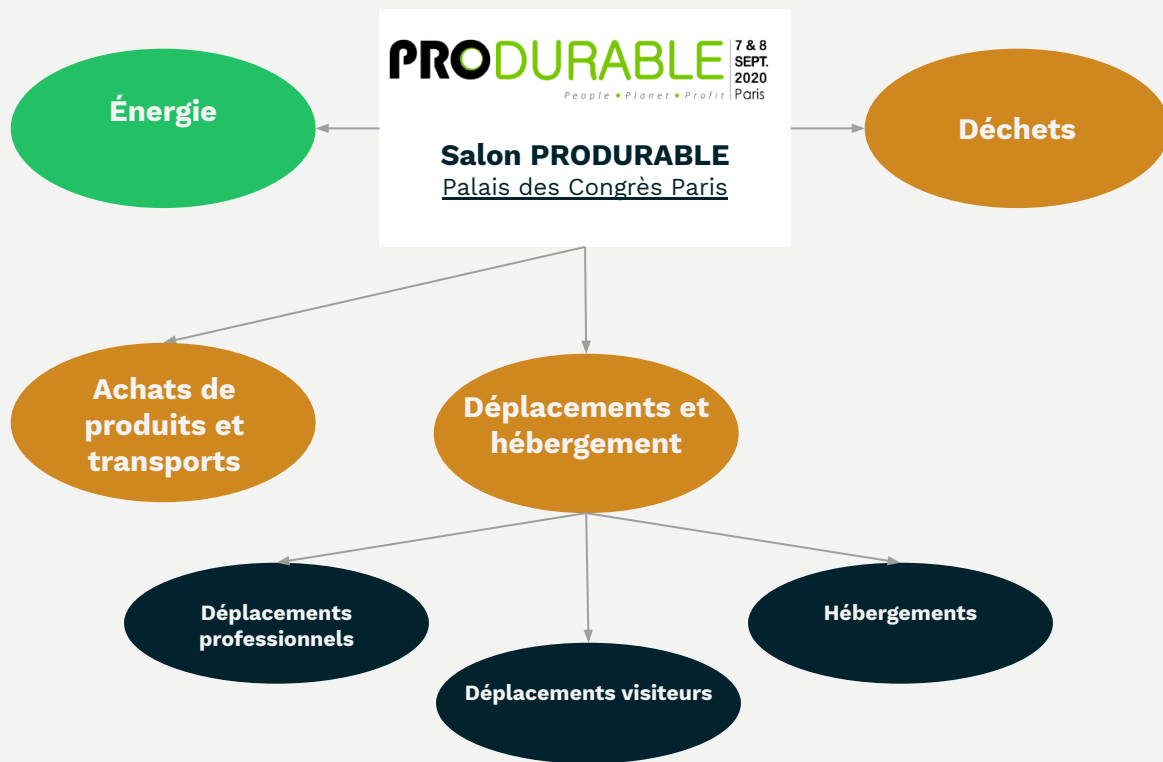 PRODURABLE
7 & 8
SEPT.
2020
Paris
People • Planet • Profit
Salon PRODURABLE
Palais des Congrès Paris
Énergie
Déchets
Achats de
produits et
transports
Déplacements et
hébergement
Déplacements
professionnels
Déplacements visiteurs
Hébergements